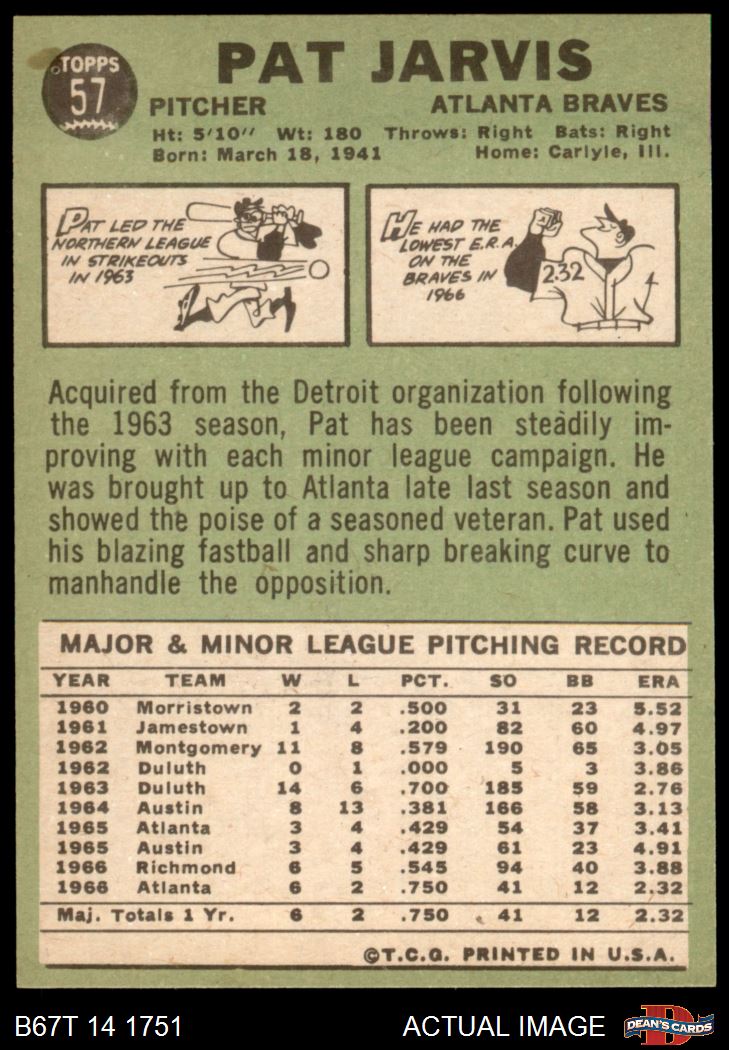 TOPPS
57
PAT JARVIS
PITCHER ATLANTA BRAVES
Ht: 5'10" Wt: 180 Throws: Right Bats: Right
Born: March 18, 1941 Home: Carlyle, Ill.
PAT LED THE
NORTHERN LEAGUE
IN STRIKEOUTS
IN 1963
HE HAD THE
LOWEST E.R.A.
ON THE
BRAVES IN
1966
2.32
Acquired from the Detroit organization following
the 1963 season, Pat has been steadily im-
proving with each minor league campaign. He
was brought up to Atlanta late last season and
showed the poise of a seasoned veteran. Pat used
his blazing fastball and sharp breaking curve to
manhandle the opposition.
MAJOR & MINOR LEAGUE PITCHING RECORD
YEAR TEAM W L PCT. SO BB ERA
1960 Morristown 2 2 .500 31 23 5.52
1961 Jamestown 1 4 .200 82 60 4.97
1962 Montgomery 11 8 .579 190 65 3.05
1962 Duluth 0 1 .000 5 3 3.86
1963 Duluth 14 6 .700 185 59 2.76
1964 Austin 8 13 .381 166 58 3.13
1965 Atlanta 3 4 .429 54 37 3.41
1965 Austin 3 4 .429 61 23 4.91
1966 Richmond 6 5 .545 94 40 3.88
1966 Atlanta 6 2 .750 41 12 2.32
Maj. Totals 1 Yr. 6 2 .750 41 12 2.32
©T.C.G. PRINTED IN U.S.A.
B67T 14 1751 ACTUAL IMAGE
D
DEAN'S CARDS